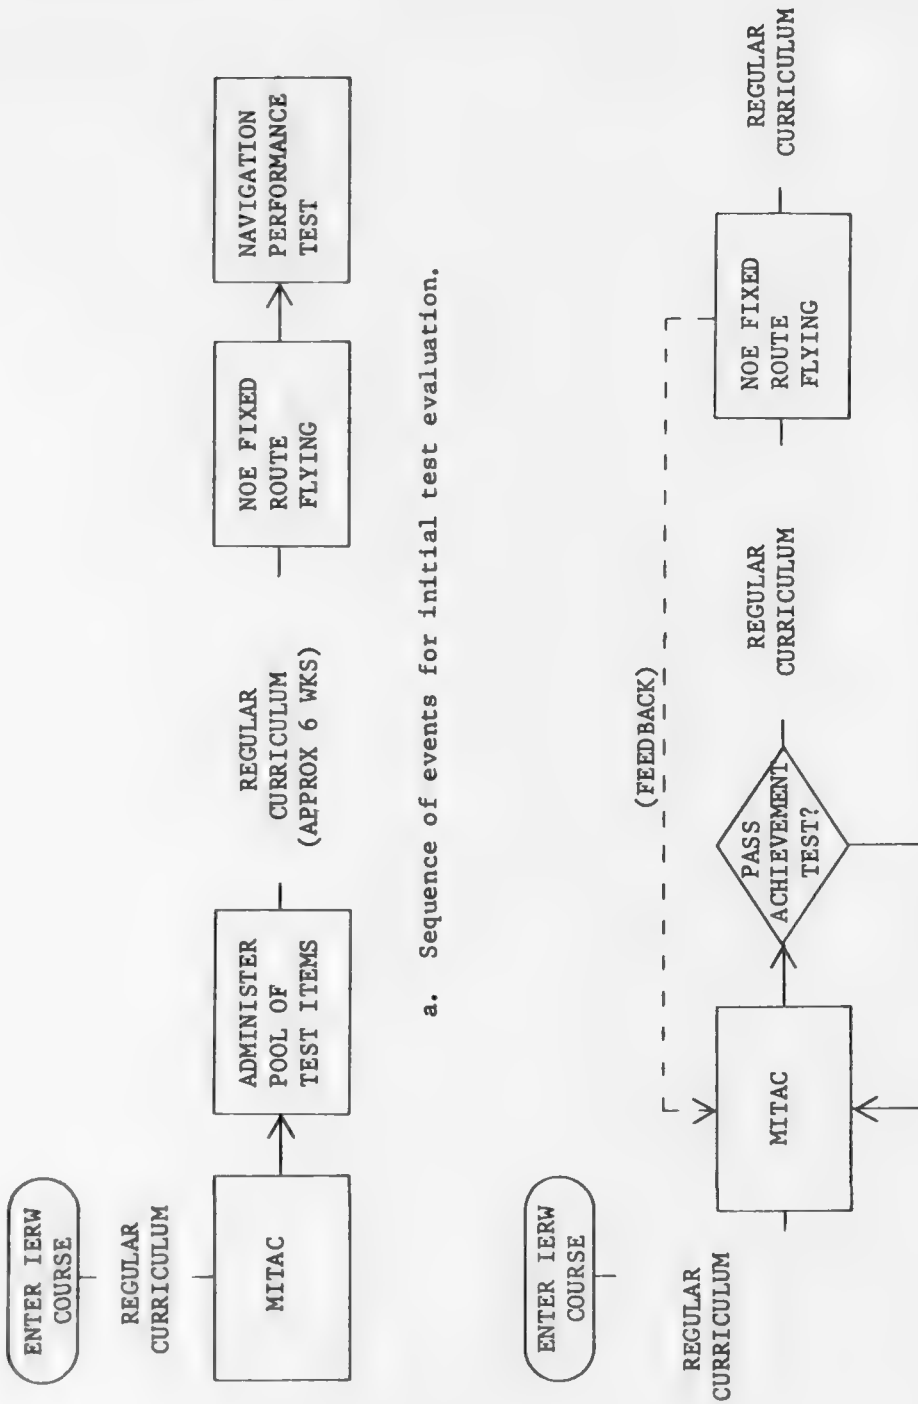 ENTER IERW
COURSE
REGULAR
CURRICULUM
MITAC
ADMINISTER
POOL OF
TEST ITEMS
REGULAR
CURRICULUM
(APPROX 6 WKS)
NOE FIXED
ROUTE
FLYING
NAVIGATION
PERFORMANCE
TEST
a. Sequence of events for initial test evaluation.
ENTER IERW
COURSE
REGULAR
CURRICULUM
MITAC
PASS
ACHIEVEMENT
TEST?
(FEEDBACK)
REGULAR
CURRICULUM
NOE FIXED
ROUTE
FLYING
REGULAR
CURRICULUM